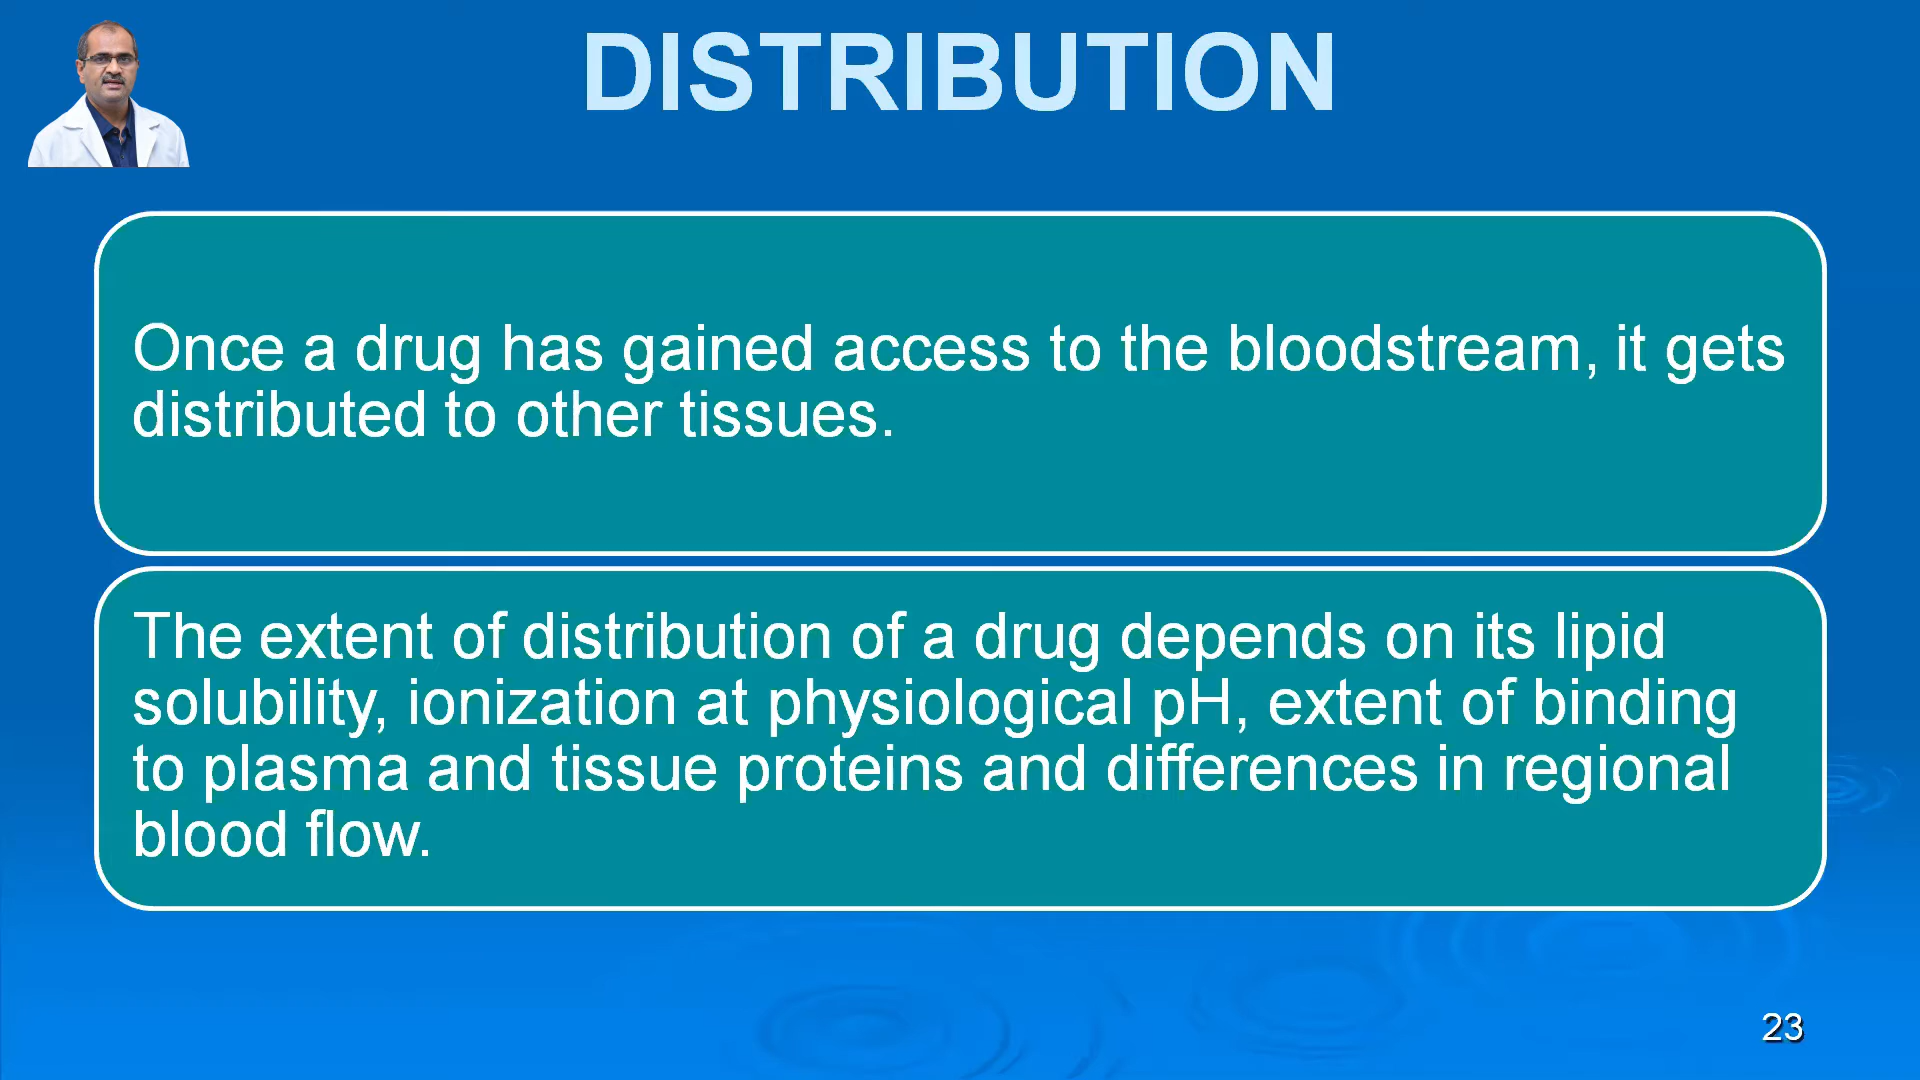 DISTRIBUTION
Once a drug has gained access to the bloodstream, it gets
distributed to other tissues.
The extent of distribution of a drug depends on its lipid
solubility, ionization at physiological pH, extent of binding
to plasma and tissue proteins and differences in regional
blood flow.
23